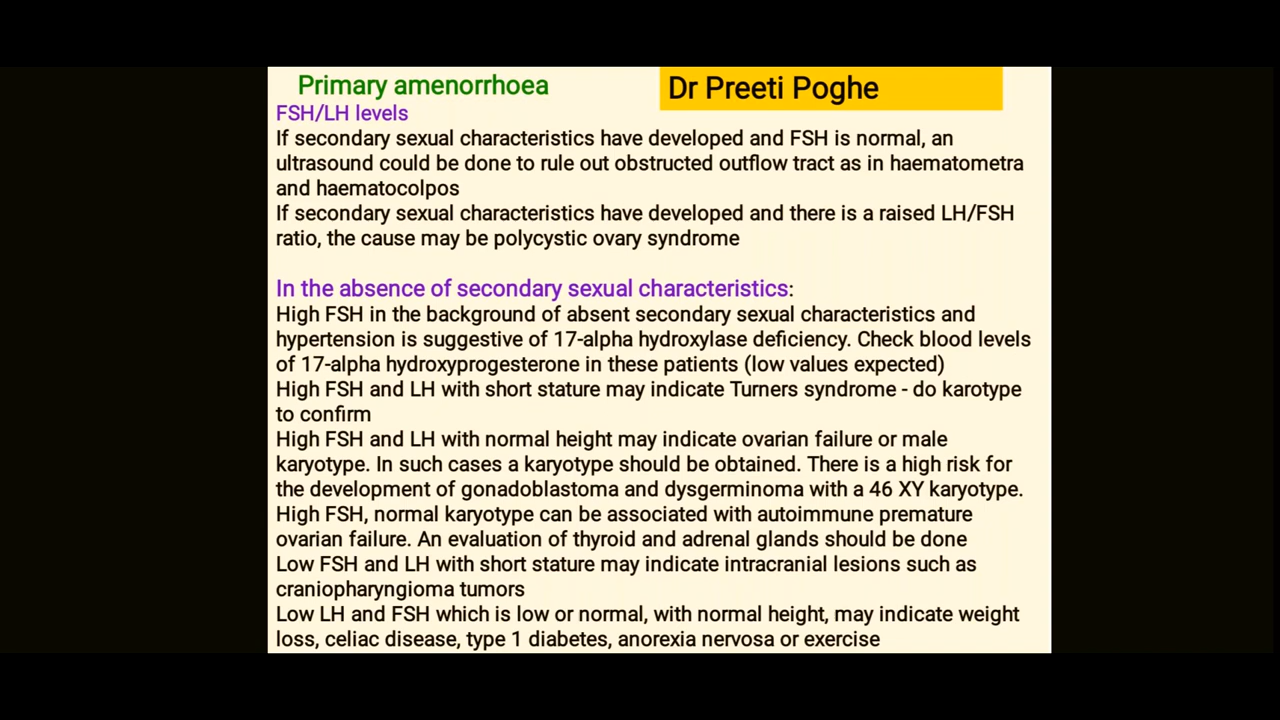 Primary amenorrhoea
Dr Preeti Poghe
FSH/LH levels
If secondary sexual characteristics have developed and FSH is normal, an
ultrasound could be done to rule out obstructed outflow tract as in haematometra
and haematocolpos
If secondary sexual characteristics have developed and there is a raised LH/FSH
ratio, the cause may be polycystic ovary syndrome
In the absence of secondary sexual characteristics:
High FSH in the background of absent secondary sexual characteristics and
hypertension is suggestive of 17-alpha hydroxylase deficiency. Check blood levels
of 17-alpha hydroxyprogesterone in these patients (low values expected)
High FSH and LH with short stature may indicate Turners syndrome - do karotype
to confirm
High FSH and LH with normal height may indicate ovarian failure or male
karyotype. In such cases a karyotype should be obtained. There is a high risk for
the development of gonadoblastoma and dysgerminoma with a 46 XY karyotype.
High FSH, normal karyotype can be associated with autoimmune premature
ovarian failure. An evaluation of thyroid and adrenal glands should be done
Low FSH and LH with short stature may indicate intracranial lesions such as
craniopharyngioma tumors
Low LH and FSH which is low or normal, with normal height, may indicate weight
loss, celiac disease, type 1 diabetes, anorexia nervosa or exercise